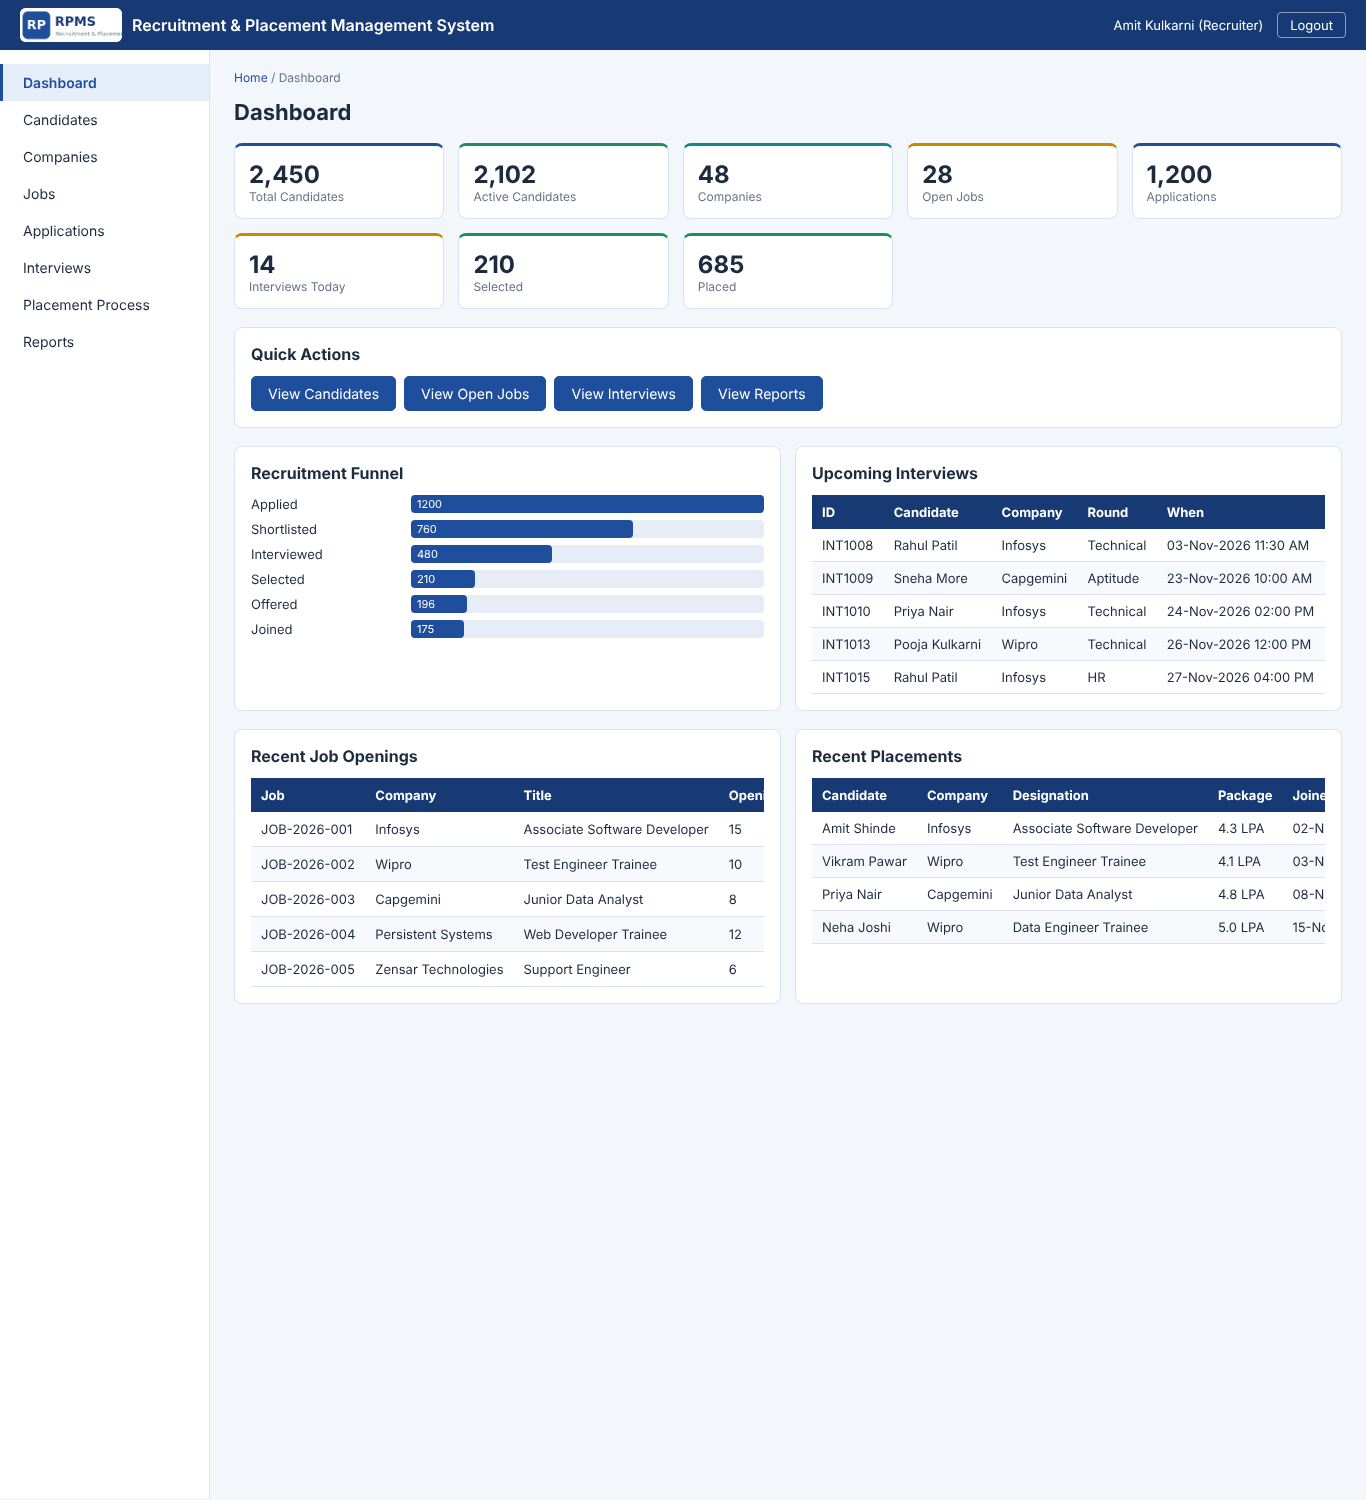 RP RPMS
Recruitment & Placemen
Recruitment & Placement Management System
Amit Kulkarni (Recruiter) Logout
Dashboard
Candidates
Companies
Jobs
Applications
Interviews
Placement Process
Reports
Home / Dashboard
Dashboard
2,450
Total Candidates
2,102
Active Candidates
48
Companies
28
Open Jobs
1,200
Applications
14
Interviews Today
210
Selected
685
Placed
Quick Actions
View Candidates View Open Jobs View Interviews View Reports
Recruitment Funnel
Applied 1200
Shortlisted 760
Interviewed 480
Selected 210
Offered 196
Joined 175
Upcoming Interviews
ID Candidate Company Round When
INT1008 Rahul Patil Infosys Technical 03-Nov-2026 11:30 AM
INT1009 Sneha More Capgemini Aptitude 23-Nov-2026 10:00 AM
INT1010 Priya Nair Infosys Technical 24-Nov-2026 02:00 PM
INT1013 Pooja Kulkarni Wipro Technical 26-Nov-2026 12:00 PM
INT1015 Rahul Patil Infosys HR 27-Nov-2026 04:00 PM
Recent Job Openings
Job Company Title Openi
JOB-2026-001 Infosys Associate Software Developer 15
JOB-2026-002 Wipro Test Engineer Trainee 10
JOB-2026-003 Capgemini Junior Data Analyst 8
JOB-2026-004 Persistent Systems Web Developer Trainee 12
JOB-2026-005 Zensar Technologies Support Engineer 6
Recent Placements
Candidate Company Designation Package Joine
Amit Shinde Infosys Associate Software Developer 4.3 LPA 02-N
Vikram Pawar Wipro Test Engineer Trainee 4.1 LPA 03-N
Priya Nair Capgemini Junior Data Analyst 4.8 LPA 08-N
Neha Joshi Wipro Data Engineer Trainee 5.0 LPA 15-No